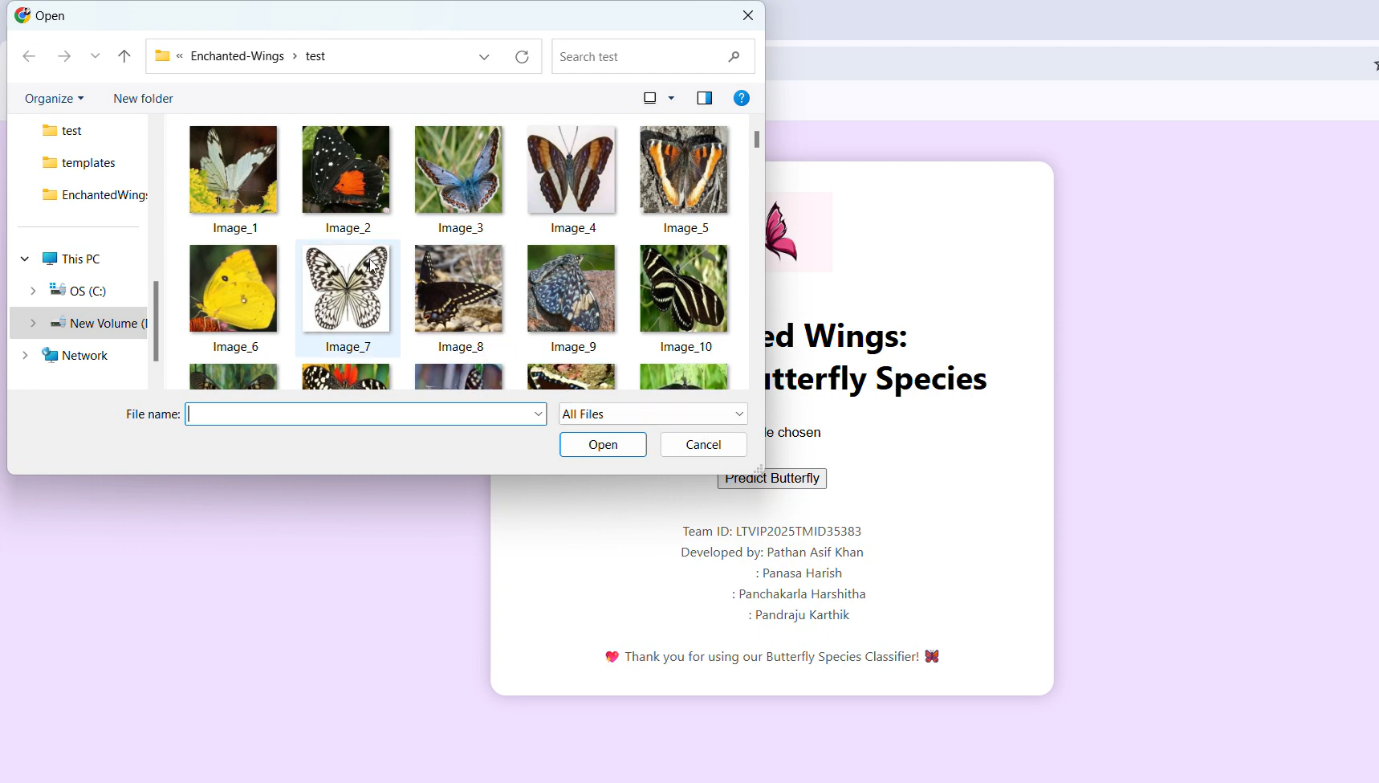 Open
« Enchanted-Wings › test
Search test
Organize
New folder
test
templates
EnchantedWings
This PC
OS (C:)
New Volume (
Network
Image_1
Image_2
Image_3
Image_4
Image_5
Image_6
Image_7
Image_8
Image_9
Image_10
File name:
All Files
Open
Cancel
ed Wings:
tterfly Species
le chosen
Predict Butterfly
Team ID: LTVIP2025TMID35383
Developed by: Pathan Asif Khan
: Panasa Harish
: Panchakarla Harshitha
: Pandraju Karthik
💖 Thank you for using our Butterfly Species Classifier! 🦋